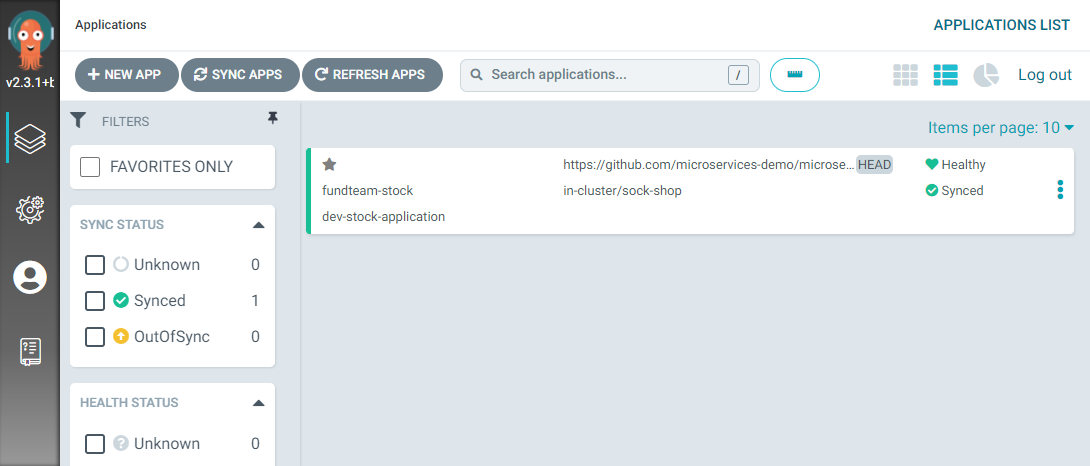 Applications
APPLICATIONS LIST
v2.3.1+b
NEW APP
SYNC APPS
REFRESH APPS
Search applications...
/
Log out
FILTERS
Items per page: 10
FAVORITES ONLY
https://github.com/microservices-demo/microse... HEAD
Healthy
fundteam-stock
in-cluster/sock-shop
Synced
dev-stock-application
SYNC STATUS
Unknown 0
Synced 1
OutOfSync 0
HEALTH STATUS
Unknown 0